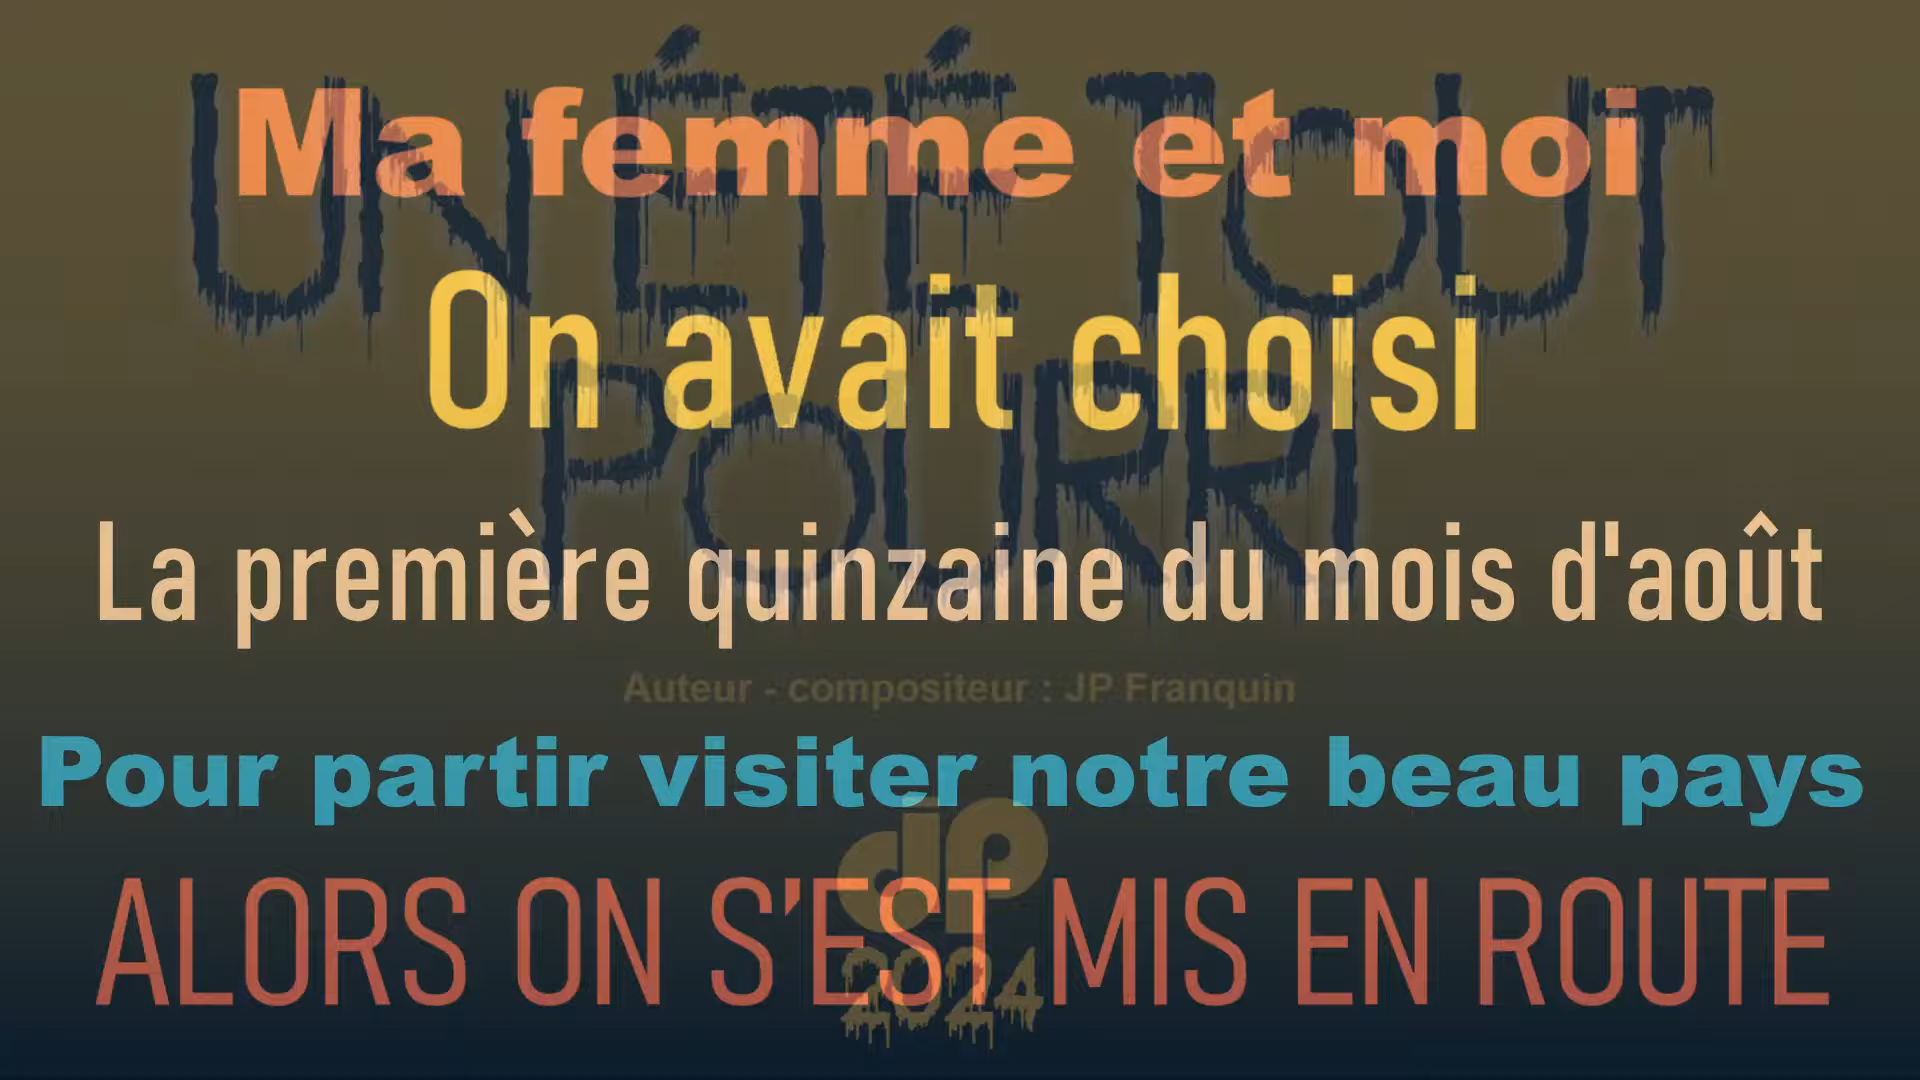 UN ÉTÉ TOUT
POURRI
Ma femme et moi
On avait choisi
La première quinzaine du mois d'août
Auteur - compositeur : JP Franquin
Pour partir visiter notre beau pays
JP
ALORS ON S’EST MIS EN ROUTE
2024